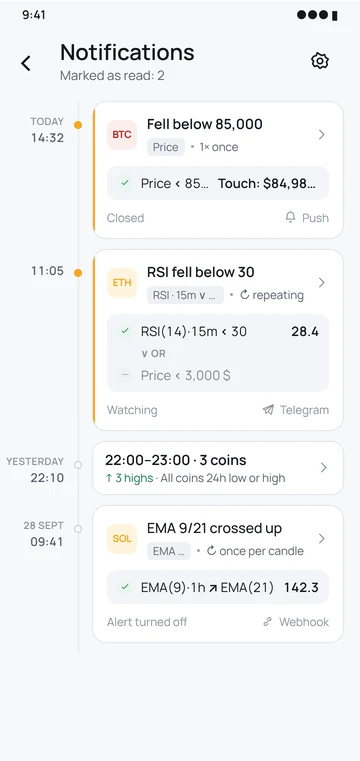 9:41
Notifications
Marked as read: 2
TODAY
14:32
BTC
Fell below 85,000
Price • 1× once
Price < 85… Touch: $84,98…
Closed
Push
11:05
ETH
RSI fell below 30
RSI · 15m ∨ … • repeating
RSI(14)·15m < 30 28.4
∨ OR
Price < 3,000 $
Watching
Telegram
YESTERDAY
22:10
22:00–23:00 · 3 coins
↑ 3 highs · All coins 24h low or high
28 SEPT
09:41
SOL
EMA 9/21 crossed up
EMA … • once per candle
EMA(9)·1h ↗ EMA(21) 142.3
Alert turned off
Webhook